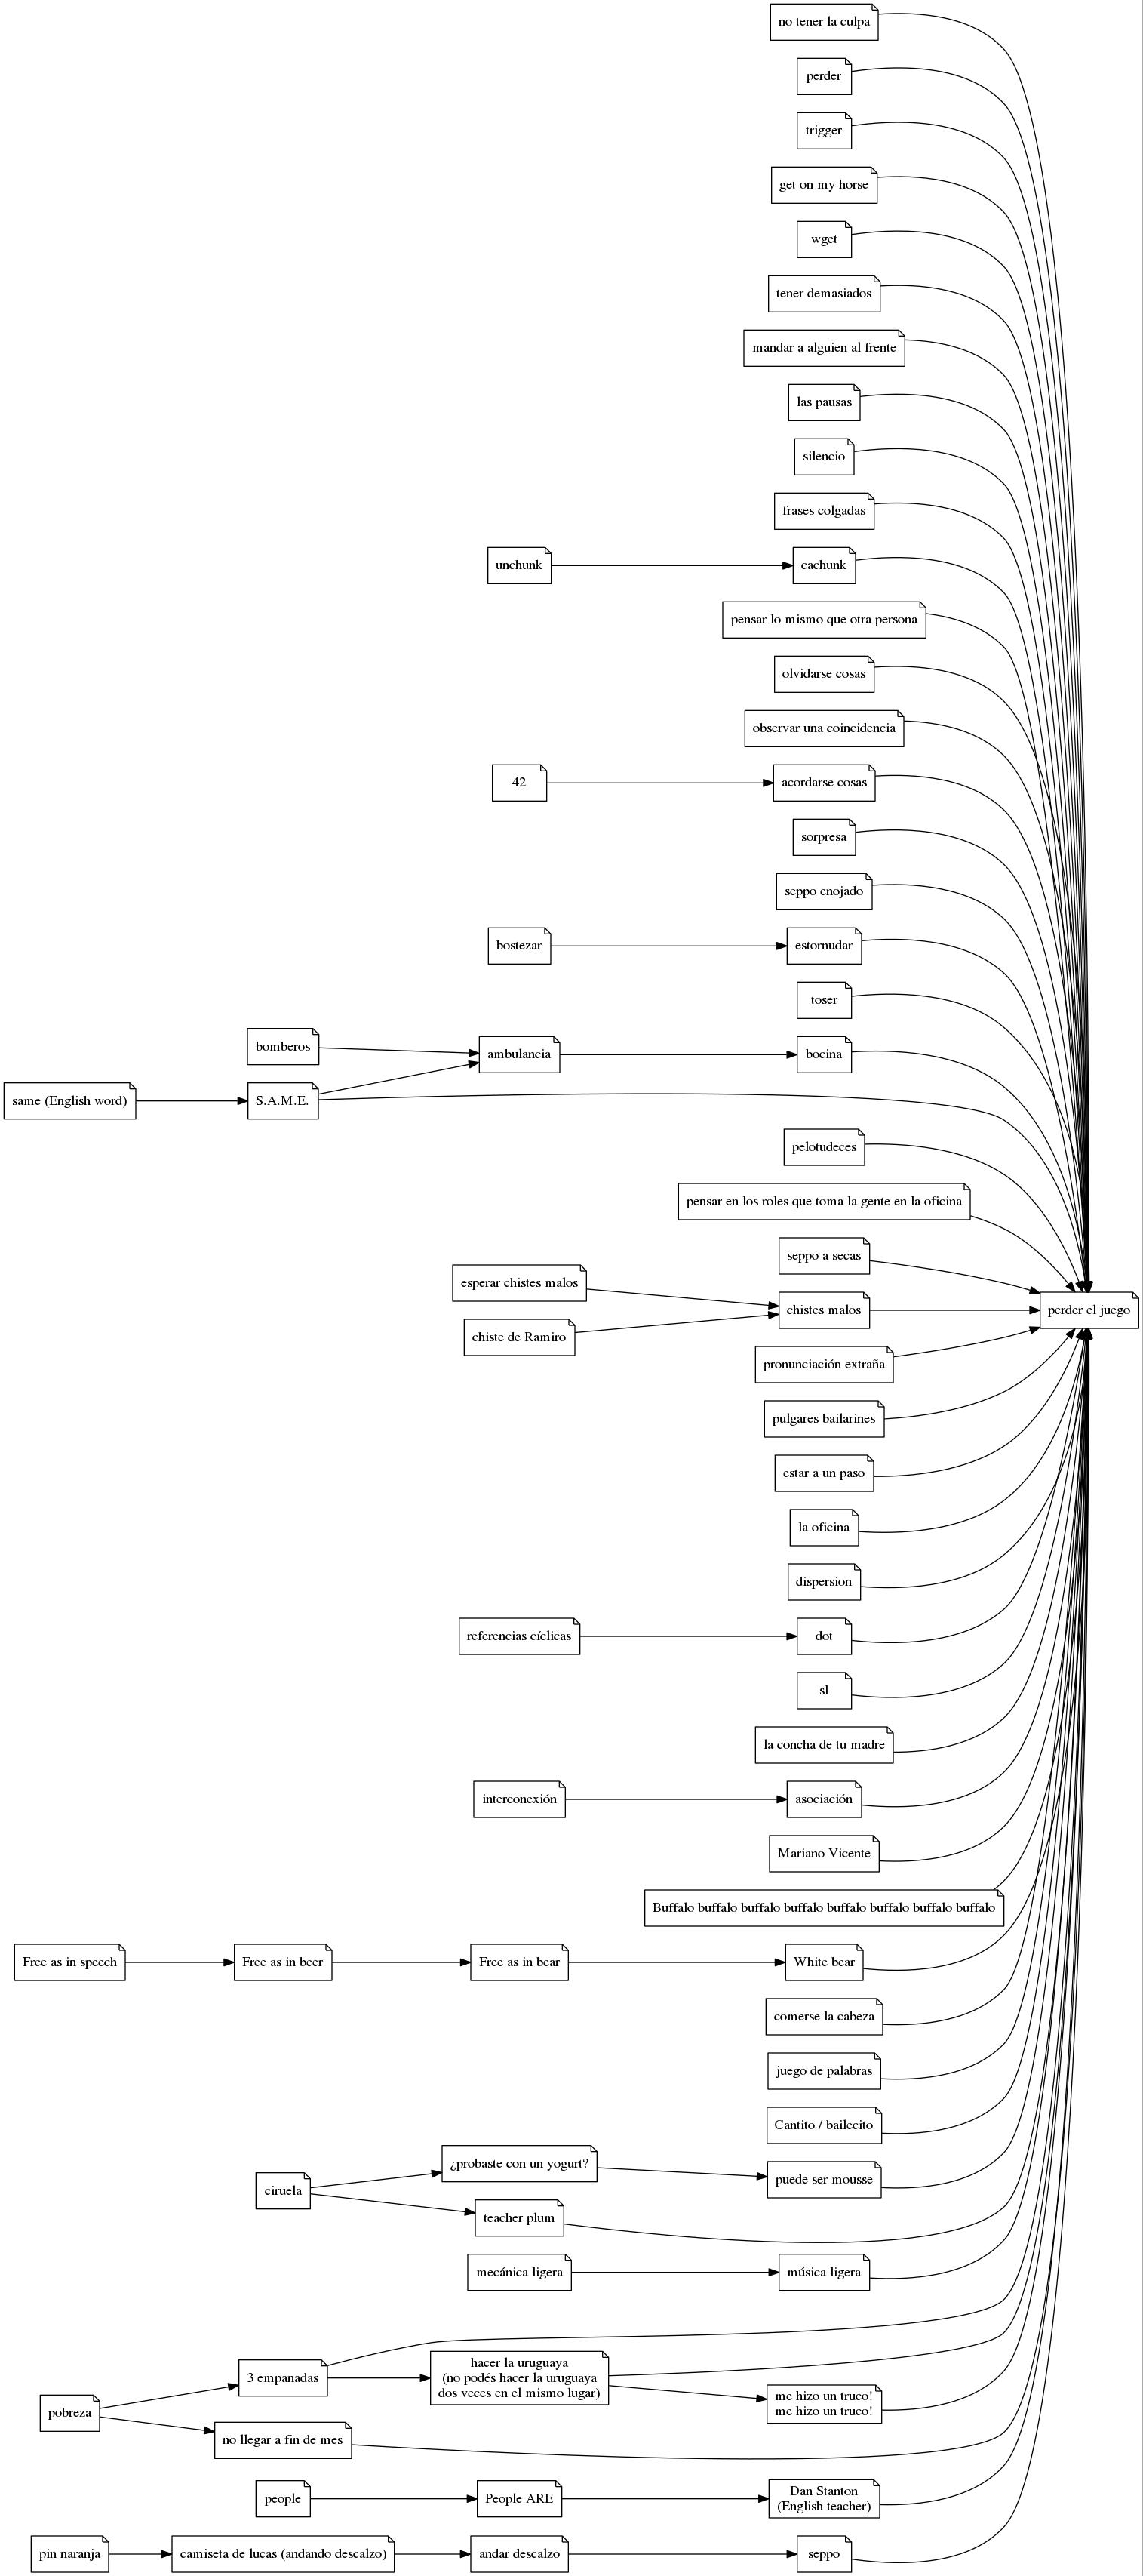 no tener la culpa
perder
trigger
get on my horse
wget
tener demasiados
mandar a alguien al frente
las pausas
silencio
frases colgadas
unchunk
cachunk
pensar lo mismo que otra persona
olvidarse cosas
observar una coincidencia
42
acordarse cosas
sorpresa
seppo enojado
bostezar
estornudar
toser
bomberos
ambulancia
bocina
same (English word)
S.A.M.E.
pelotudeces
pensar en los roles que toma la gente en la oficina
seppo a secas
esperar chistes malos
chistes malos
perder el juego
chiste de Ramiro
pronunciación extraña
pulgares bailarines
estar a un paso
la oficina
dispersion
referencias cíclicas
dot
sl
la concha de tu madre
interconexión
asociación
Mariano Vicente
Buffalo buffalo buffalo buffalo buffalo buffalo buffalo buffalo
Free as in speech
Free as in beer
Free as in bear
White bear
comerse la cabeza
juego de palabras
Cantito / bailecito
ciruela
¿probaste con un yogurt?
puede ser mousse
teacher plum
mecánica ligera
música ligera
pobreza
3 empanadas
hacer la uruguaya
(no podés hacer la uruguaya
dos veces en el mismo lugar)
me hizo un truco!
me hizo un truco!
no llegar a fin de mes
people
People ARE
Dan Stanton
(English teacher)
pin naranja
camiseta de lucas (andando descalzo)
andar descalzo
seppo